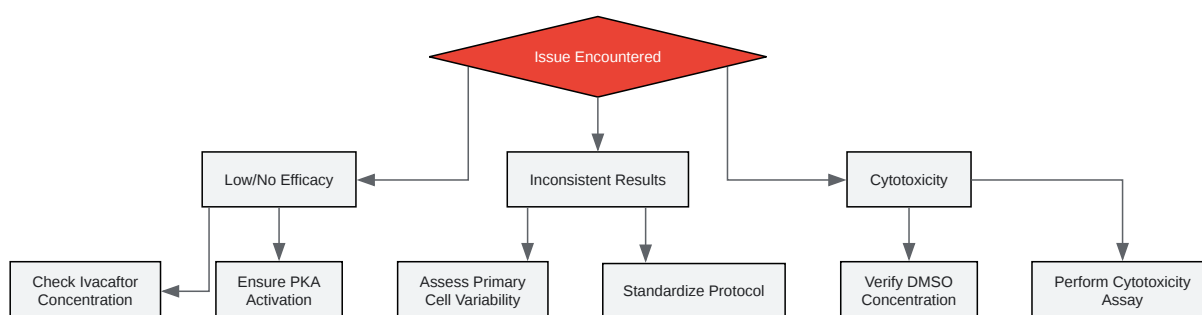 Issue Encountered
Low/No Efficacy
Inconsistent Results
Cytotoxicity
Check Ivacaftor
Concentration
Ensure PKA
Activation
Assess Primary
Cell Variability
Standardize Protocol
Verify DMSO
Concentration
Perform Cytotoxicity
Assay